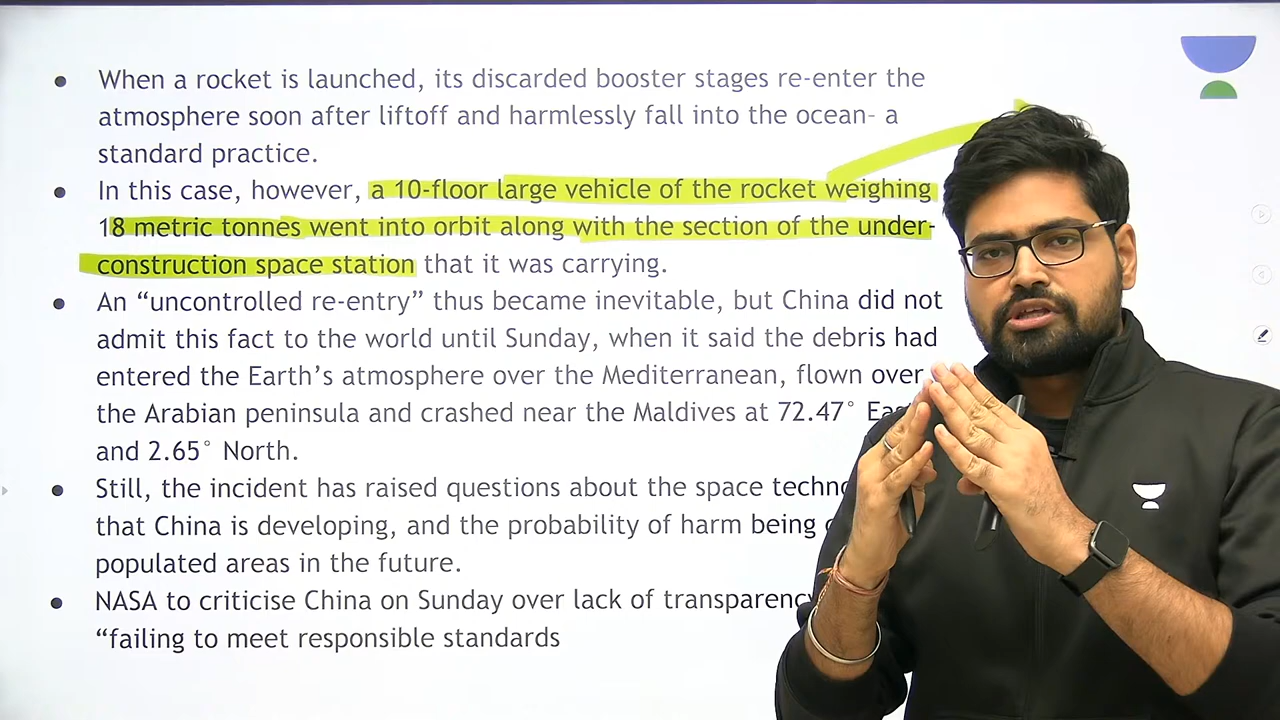 When a rocket is launched, its discarded booster stages re-enter the
atmosphere soon after liftoff and harmlessly fall into the ocean- a
standard practice.
In this case, however, a 10-floor large vehicle of the rocket weighing
18 metric tonnes went into orbit along with the section of the under-
construction space station that it was carrying.
An “uncontrolled re-entry” thus became inevitable, but China did not
admit this fact to the world until Sunday, when it said the debris had
entered the Earth’s atmosphere over the Mediterranean, flown over
the Arabian peninsula and crashed near the Maldives at 72.47°
and 2.65° North.
Still, the incident has raised questions about the space
that China is developing, and the probability of harm being
populated areas in the future.
NASA to criticise China on Sunday over lack of transparency
“failing to meet responsible standards